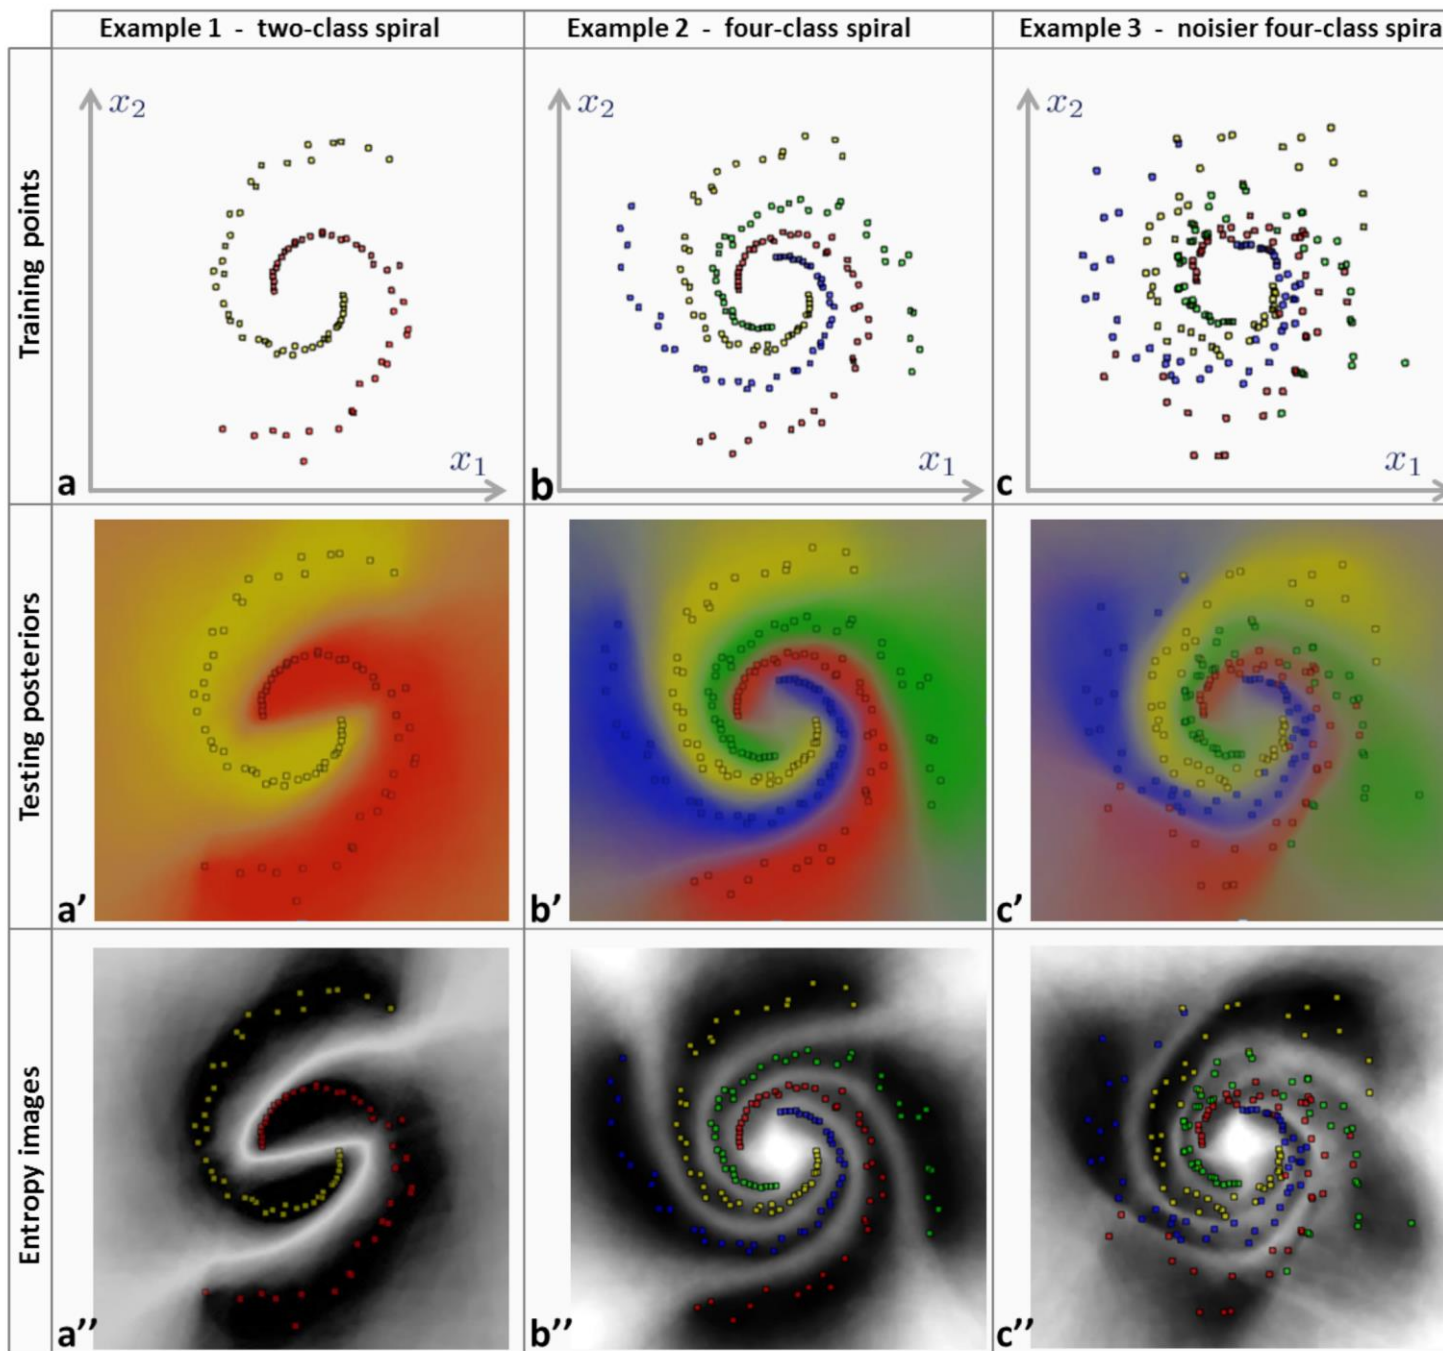 Example 1 - two-class spiral
Example 2 - four-class spiral
Example 3 - noisier four-class spiral
Training points
x₂
x₁
a
x₂
x₁
b
x₂
x₁
c
Testing posteriors
a’
b’
c’
Entropy images
a’’
b’’
c’’